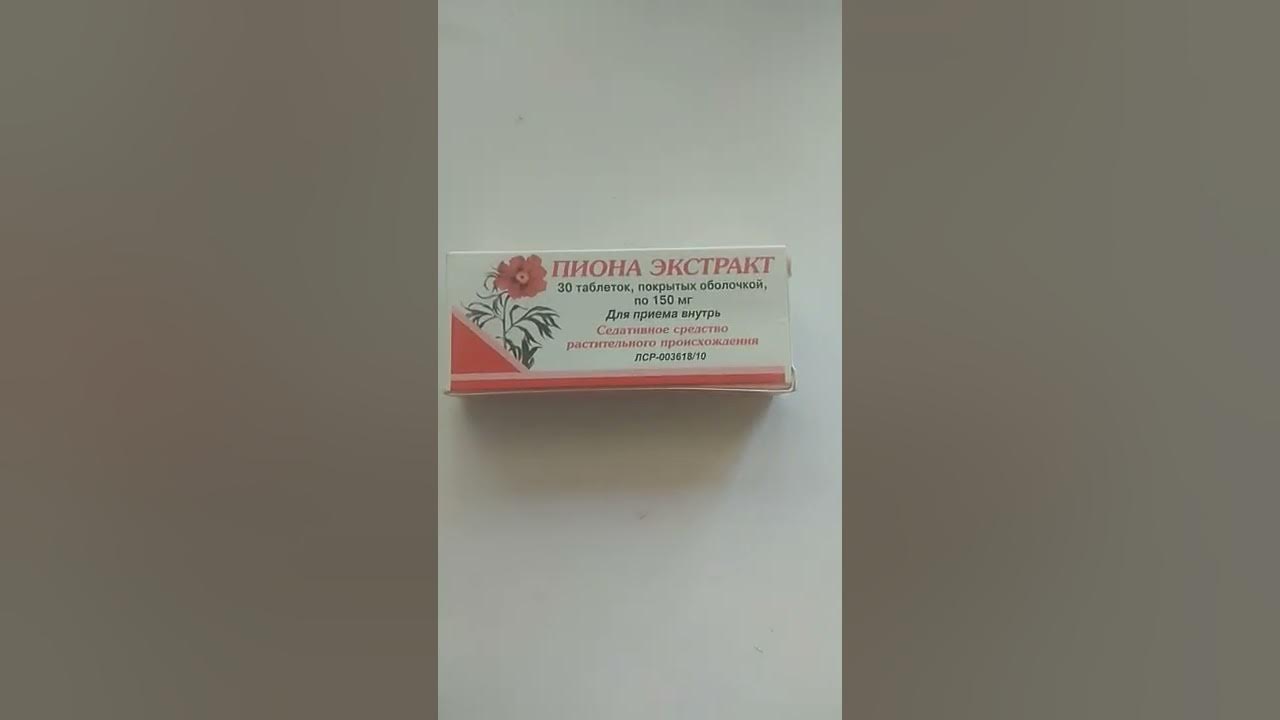 ПИОНА ЭКСТРАКТ
30 таблеток, покрытых оболочкой,
по 150 мг
Для приема внутрь
Седативное средство
растительного происхождения
ЛСР-003618/10